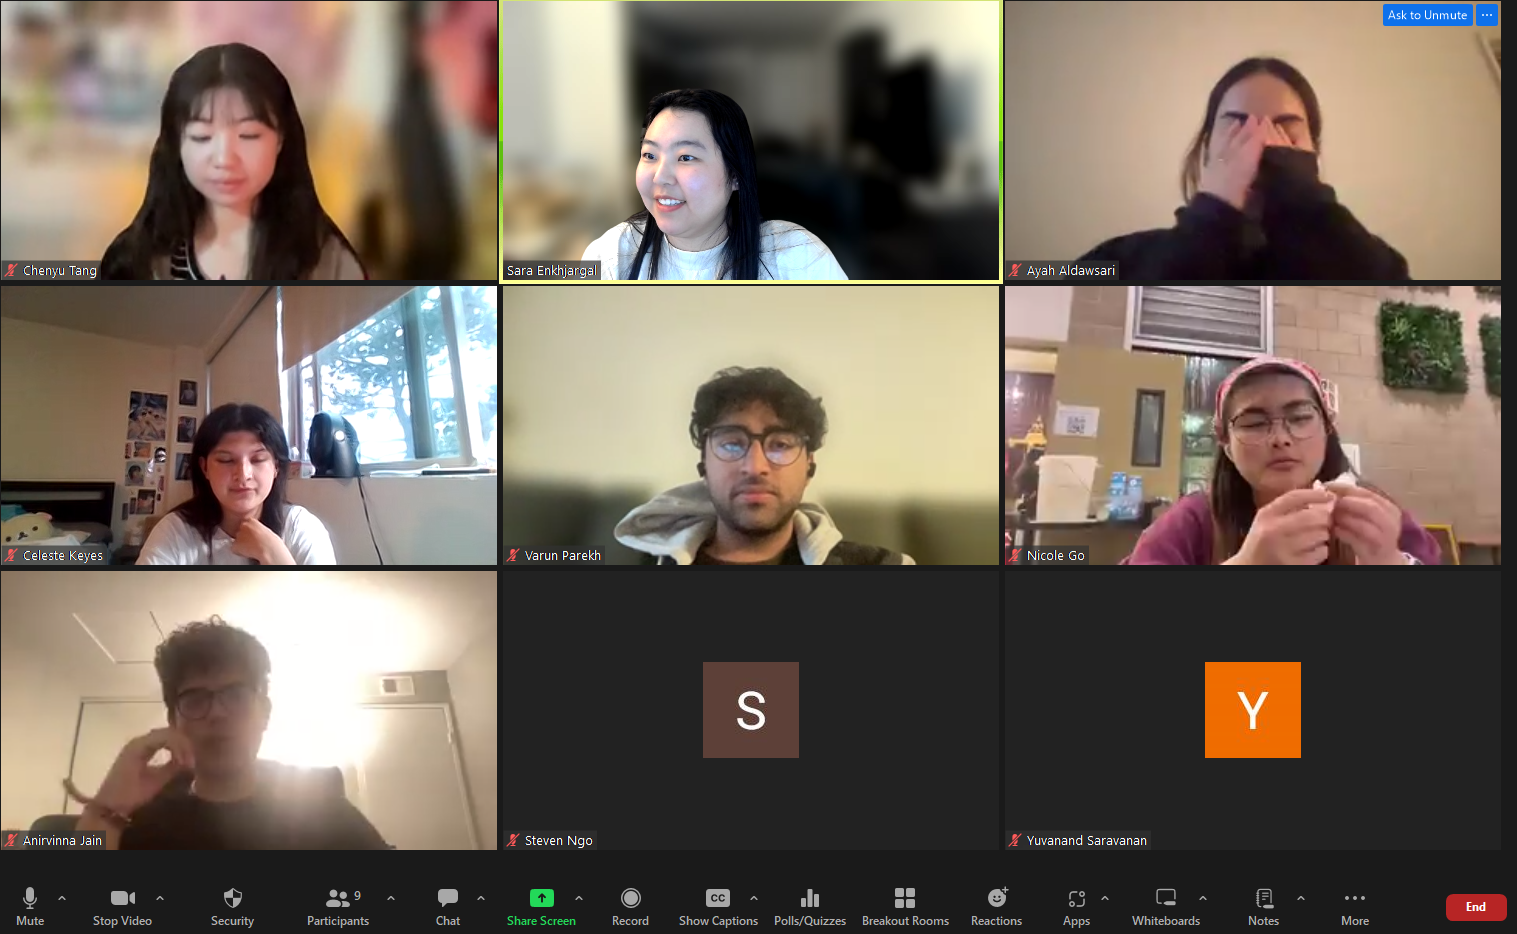 Ask to Unmute
Chenyu Tang
Sara Enkhjargal
Ayah Aldawsari
Celeste Keyes
Varun Parekh
Nicole Go
Anirvinna Jain
S
Steven Ngo
Y
Yuvanand Saravanan
Mute
Stop Video
Security
9
Participants
Chat
Share Screen
Record
CC
Show Captions
Polls/Quizzes
Breakout Rooms
Reactions
Apps
Whiteboards
Notes
More
End